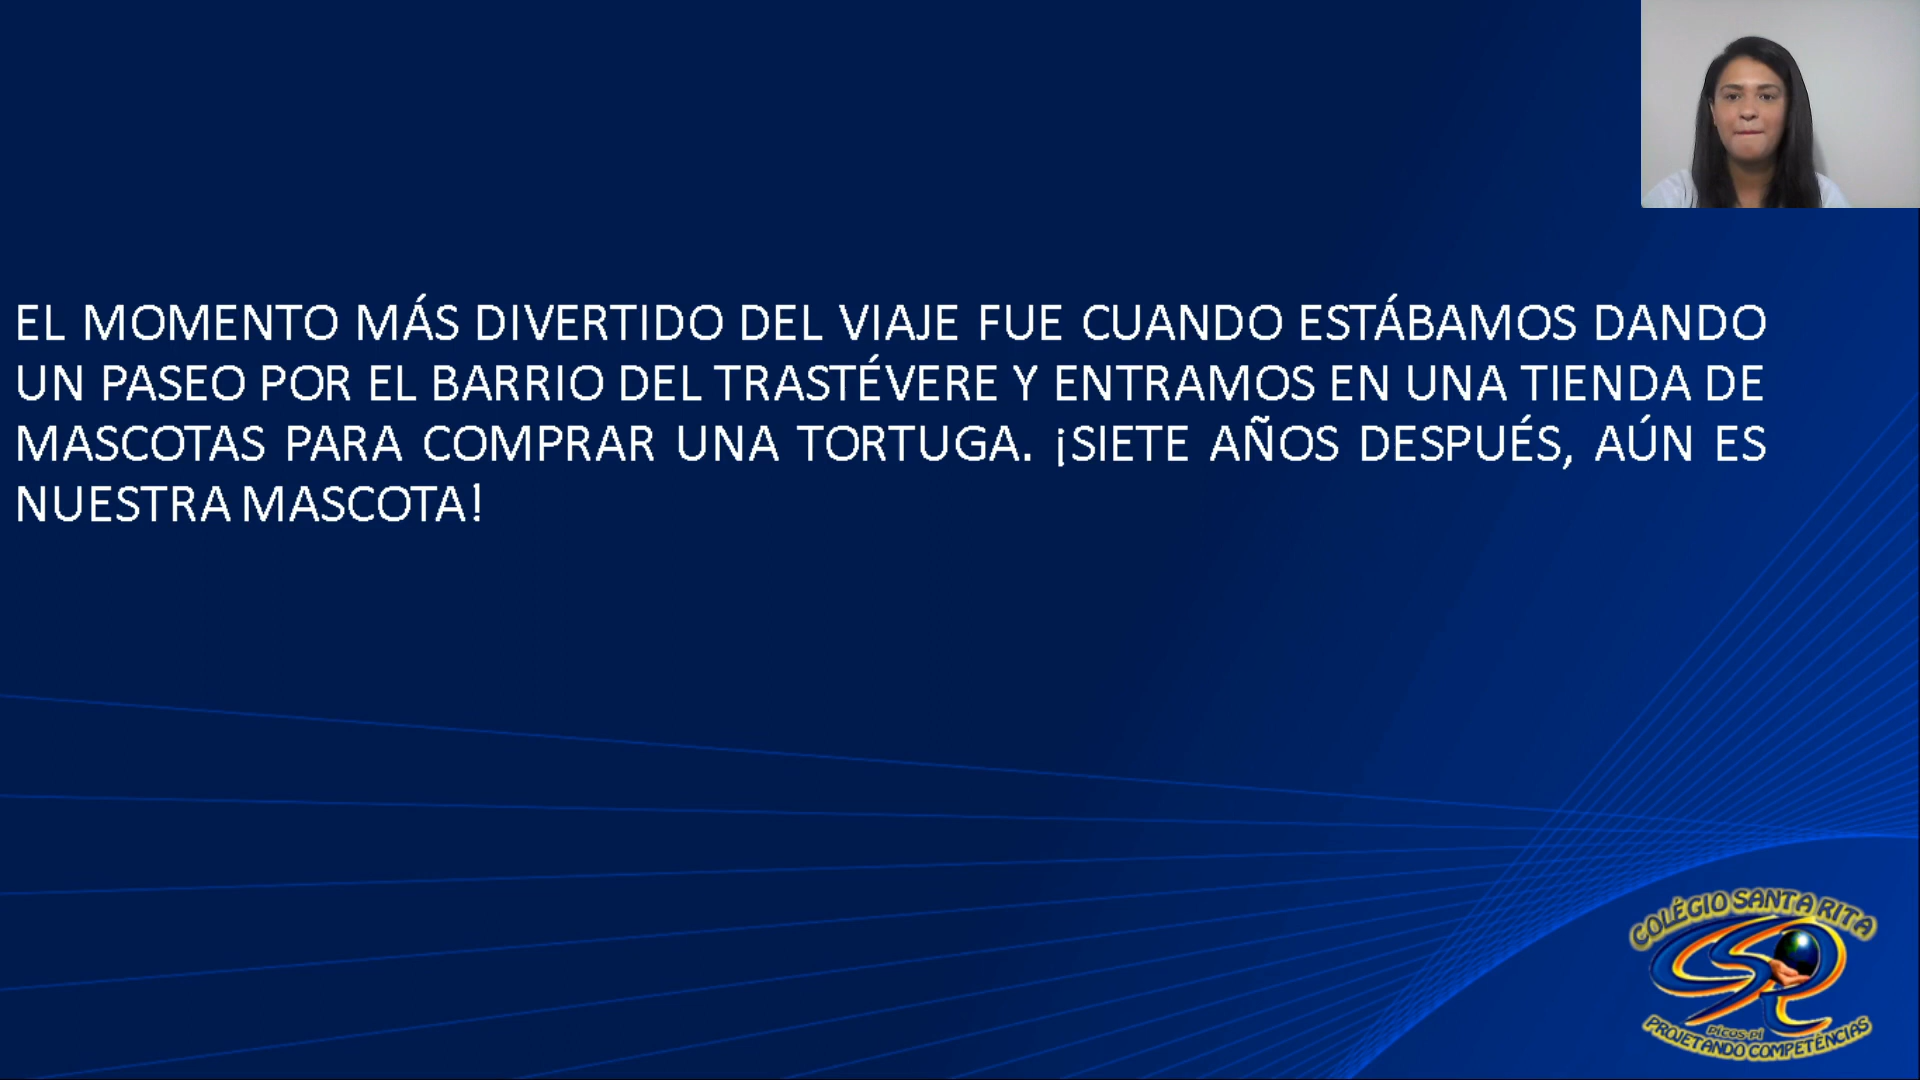 EL MOMENTO MÁS DIVERTIDO DEL VIAJE FUE CUANDO ESTÁBAMOS DANDO
UN PASEO POR EL BARRIO DEL TRASTÉVERE Y ENTRAMOS EN UNA TIENDA DE
MASCOTAS PARA COMPRAR UNA TORTUGA. ¡SIETE AÑOS DESPUÉS, AÚN ES
NUESTRA MASCOTA!
COLÉGIO SANTA RITA
PICOS-PI
PROJETANDO COMPETÊNCIAS